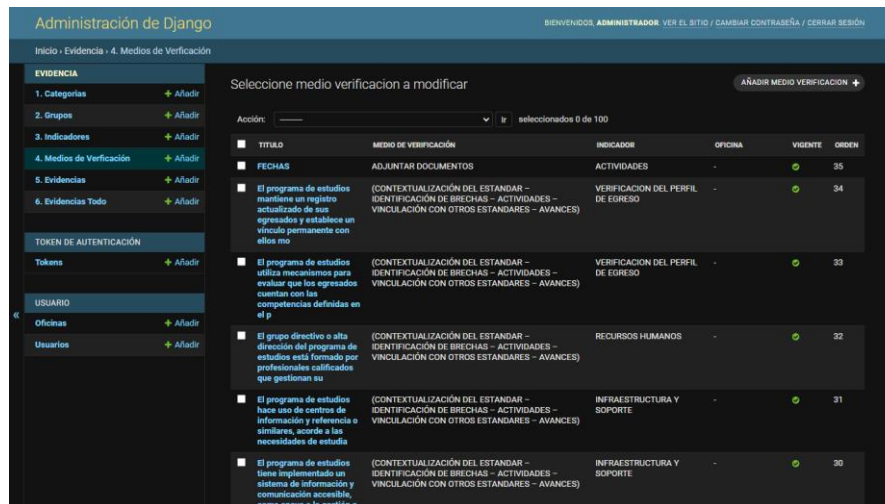 Administración de Django
BIENVENIDOS, ADMINISTRADOR. VER EL SITIO / CAMBIAR CONTRASEÑA / CERRAR SESIÓN
Inicio › Evidencia › 4. Medios de Verficación
EVIDENCIA
1. Categorias + Añadir
2. Grupos + Añadir
3. Indicadores + Añadir
4. Medios de Verficación + Añadir
5. Evidencias + Añadir
6. Evidencias Todo + Añadir
TOKEN DE AUTENTICACIÓN
Tokens + Añadir
USUARIO
Oficinas + Añadir
Usuarios + Añadir
«
Seleccione medio verificacion a modificar
AÑADIR MEDIO VERIFICACION +
Acción: --------- Ir seleccionados 0 de 100
TITULO MEDIO DE VERIFICACIÓN INDICADOR OFICINA VIGENTE ORDEN
FECHAS ADJUNTAR DOCUMENTOS ACTIVIDADES - 35
El programa de estudios (CONTEXTUALIZACIÓN DEL ESTANDAR – VERIFICACION DEL PERFIL - 34
mantiene un registro IDENTIFICACIÓN DE BRECHAS – ACTIVIDADES – DE EGRESO
actualizado de sus VINCULACIÓN CON OTROS ESTANDARES – AVANCES)
egresados y establece un
vínculo permanente con
ellos mo
El programa de estudios (CONTEXTUALIZACIÓN DEL ESTANDAR – VERIFICACION DEL PERFIL - 33
utiliza mecanismos para IDENTIFICACIÓN DE BRECHAS – ACTIVIDADES – DE EGRESO
evaluar que los egresados VINCULACIÓN CON OTROS ESTANDARES – AVANCES)
cuentan con las
competencias definidas en
el p
El grupo directivo o alta (CONTEXTUALIZACIÓN DEL ESTANDAR – RECURSOS HUMANOS - 32
dirección del programa de IDENTIFICACIÓN DE BRECHAS – ACTIVIDADES –
estudios está formado por VINCULACIÓN CON OTROS ESTANDARES – AVANCES)
profesionales calificados
que gestionan su
El programa de estudios (CONTEXTUALIZACIÓN DEL ESTANDAR – INFRAESTRUCTURA Y - 31
hace uso de centros de IDENTIFICACIÓN DE BRECHAS – ACTIVIDADES – SOPORTE
información y referencia o VINCULACIÓN CON OTROS ESTANDARES – AVANCES)
similares, acorde a las
necesidades de estudia
El programa de estudios (CONTEXTUALIZACIÓN DEL ESTANDAR – INFRAESTRUCTURA Y - 30
tiene implementado un IDENTIFICACIÓN DE BRECHAS – ACTIVIDADES – SOPORTE
sistema de información y VINCULACIÓN CON OTROS ESTANDARES – AVANCES)
comunicación accesible,